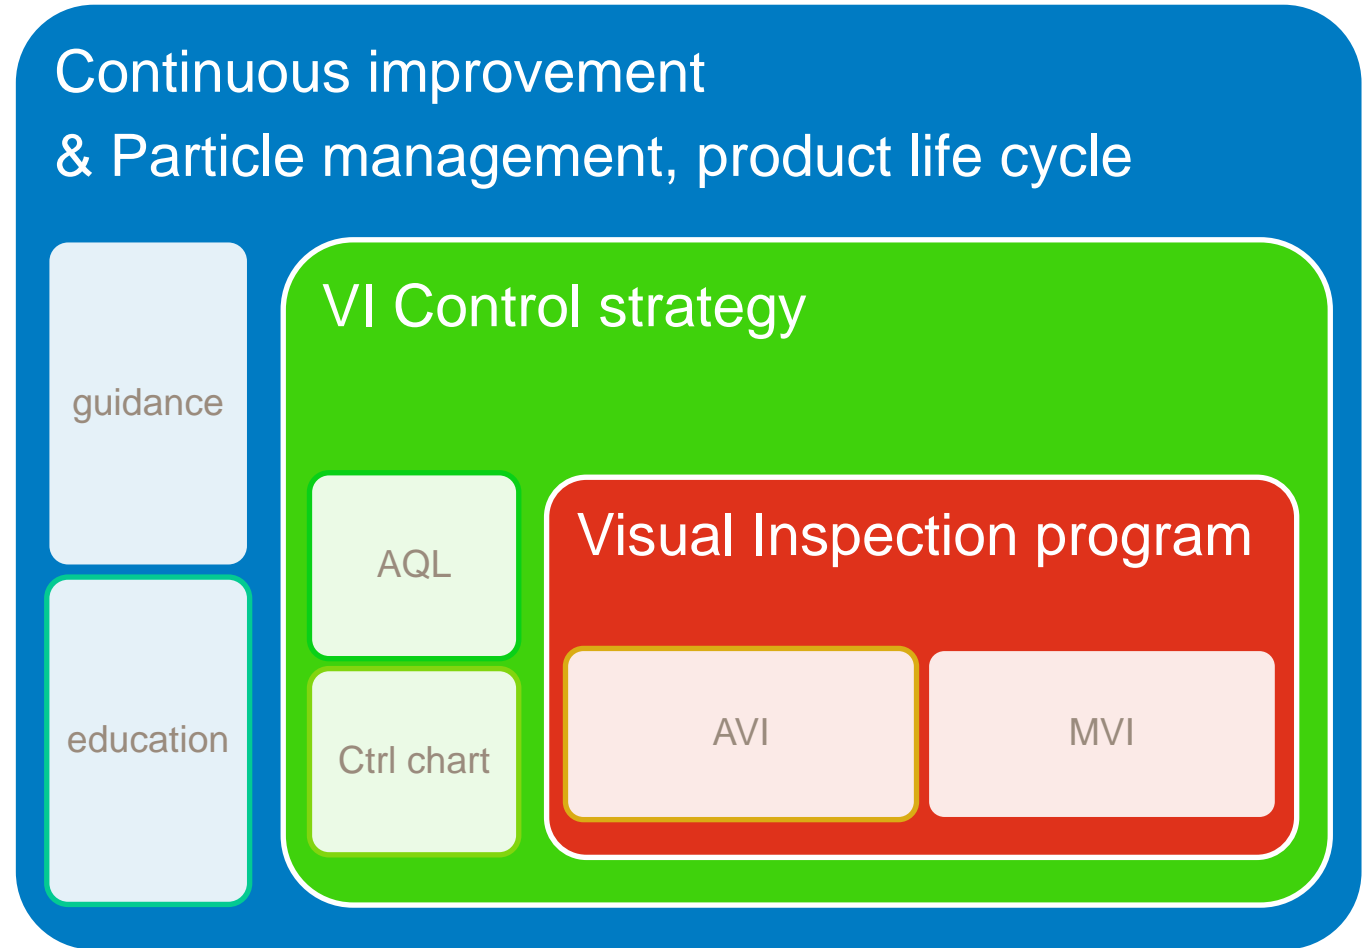 Continuous improvement
& Particle management, product life cycle
guidance
education
VI Control strategy
AQL
Ctrl chart
Visual Inspection program
AVI
MVI